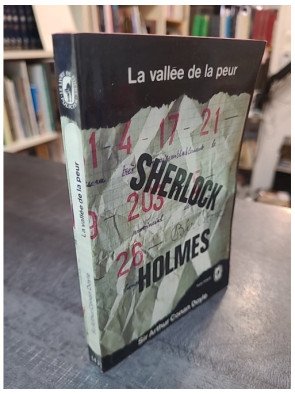 La vallée de la peur
1-4-17-21-
SHERLOCK
9
203
HOLMES
26-
Sir Arthur Conan Doyle
La vallée de la peur
Sir Arthur Conan Doyle